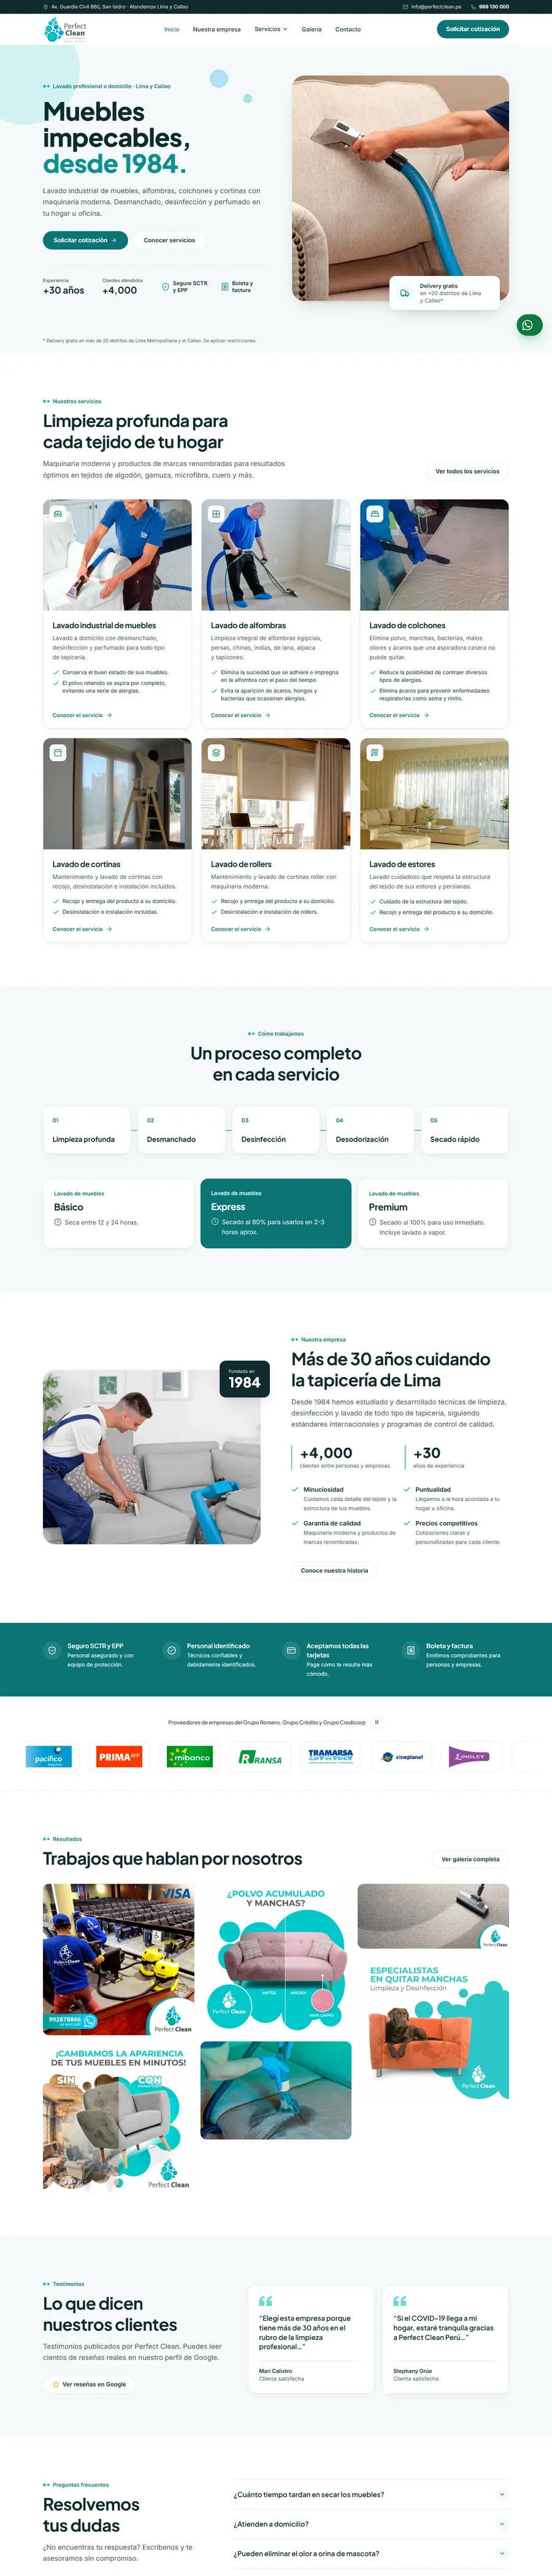 Av. Guardia Civil 860, San Isidro · Atendemos Lima y Callao
info@perfectclean.pe
999 130 000
Perfect
Clean
Inicio
Nuestra empresa
Servicios
Galería
Contacto
Solicitar cotización
Lavado profesional a domicilio · Lima y Callao
Muebles
impecables,
desde 1984.
Lavado industrial de muebles, alfombras, colchones y cortinas con
maquinaria moderna. Desmanchado, desinfección y perfumado en
tu hogar u oficina.
Solicitar cotización
Conocer servicios
Experiencia
+30 años
Clientes atendidos
+4,000
Seguro SCTR
y EPP
Boleta y
factura
Delivery gratis
en +20 distritos de Lima
y Callao*
* Delivery gratis en más de 20 distritos de Lima Metropolitana y el Callao. Se aplican restricciones.
Nuestros servicios
Limpieza profunda para
cada tejido de tu hogar
Maquinaria moderna y productos de marcas renombradas para resultados
óptimos en tejidos de algodón, gamuza, microfibra, cuero y más.
Ver todos los servicios
Lavado industrial de muebles
Lavado a domicilio con desmanchado,
desinfección y perfumado para todo tipo
de tapicería.
Conserva el buen estado de sus muebles.
El polvo retenido se aspira por completo,
evitando una serie de alergias.
Conocer el servicio
Lavado de alfombras
Limpieza integral de alfombras egipcias,
persas, chinas, indias, de lana, alpaca
y tapizones.
Elimina la suciedad que se adhiere e impregna
en la alfombra con el paso del tiempo.
Evita la aparición de ácaros, hongos y
bacterias que ocasionan alergias.
Conocer el servicio
Lavado de colchones
Elimina polvo, manchas, bacterias, malos
olores y ácaros que una aspiradora casera no
puede quitar.
Reduce la posibilidad de contraer diversos
tipos de alergias.
Elimina ácaros para prevenir enfermedades
respiratorias como asma y rinitis.
Conocer el servicio
Lavado de cortinas
Mantenimiento y lavado de cortinas con
recojo, desinstalación e instalación incluidos.
Recojo y entrega del producto a su domicilio.
Desinstalación e instalación incluidas.
Conocer el servicio
Lavado de rollers
Mantenimiento y lavado de cortinas roller con
maquinaria moderna.
Recojo y entrega del producto a su domicilio.
Desinstalación e instalación de rollers.
Conocer el servicio
Lavado de estores
Lavado cuidadoso que respeta la estructura
del tejido de sus estores y persianas.
Cuidado de la estructura del tejido.
Recojo y entrega del producto a su domicilio.
Conocer el servicio
Cómo trabajamos
Un proceso completo
en cada servicio
01
Limpieza profunda
02
Desmanchado
03
Desinfección
04
Desodorización
05
Secado rápido
Lavado de muebles
Básico
Seca entre 12 y 24 horas.
Lavado de muebles
Express
Secado al 80% para usarlos en 2-3
horas aprox.
Lavado de muebles
Premium
Secado al 100% para uso inmediato.
Incluye lavado a vapor.
Fundada en
1984
Nuestra empresa
Más de 30 años cuidando
la tapicería de Lima
Desde 1984 hemos estudiado y desarrollado técnicas de limpieza,
desinfección y lavado de todo tipo de tapicería, siguiendo
estándares internacionales y programas de control de calidad.
+4,000
clientes entre personas y empresas
+30
años de experiencia
Minuciosidad
Cuidamos cada detalle del tejido y la
estructura de tus muebles.
Puntualidad
Llegamos a la hora acordada a tu
hogar u oficina.
Garantía de calidad
Maquinaria moderna y productos de
marcas renombradas.
Precios competitivos
Cotizaciones claras y
personalizadas para cada cliente.
Conoce nuestra historia
Seguro SCTR y EPP
Personal asegurado y con
equipo de protección.
Personal identificado
Técnicos confiables y
debidamente identificados.
Aceptamos todas las
tarjetas
Paga como te resulte más
cómodo.
Boleta y factura
Emitimos comprobantes para
personas y empresas.
Proveedores de empresas del Grupo Romero, Grupo Crédito y Grupo Credicorp
pacífico
seguros
PRIMA AFP
mibanco
RANSA
TRAMARSA
cineplanet
LINDLEY
Resultados
Trabajos que hablan por nosotros
Ver galería completa
VISA
Perfect Clean
992878866
Perfect Clean
¿POLVO ACUMULADO
Y MANCHAS?
ANTES
AHORA
100% LIMPIO
Perfect Clean
Perfect Clean
ESPECIALISTAS
EN QUITAR MANCHAS
Limpieza y Desinfección
Perfect Clean
¡CAMBIAMOS LA APARIENCIA
DE TUS MUEBLES EN MINUTOS!
SIN
CON
Perfect Clean
Testimonios
Lo que dicen
nuestros clientes
Testimonios publicados por Perfect Clean. Puedes leer
cientos de reseñas reales en nuestro perfil de Google.
Ver reseñas en Google
“Elegí esta empresa porque
tiene más de 30 años en el
rubro de la limpieza
profesional…”
Mari Calixtro
Clienta satisfecha
“Si el COVID-19 llega a mi
hogar, estaré tranquila gracias
a Perfect Clean Perú…”
Stephany Orúe
Clienta satisfecha
Preguntas frecuentes
Resolvemos
tus dudas
¿No encuentras tu respuesta? Escríbenos y te
asesoramos sin compromiso.
¿Cuánto tiempo tardan en secar los muebles?
¿Atienden a domicilio?
¿Pueden eliminar el olor a orina de mascota?